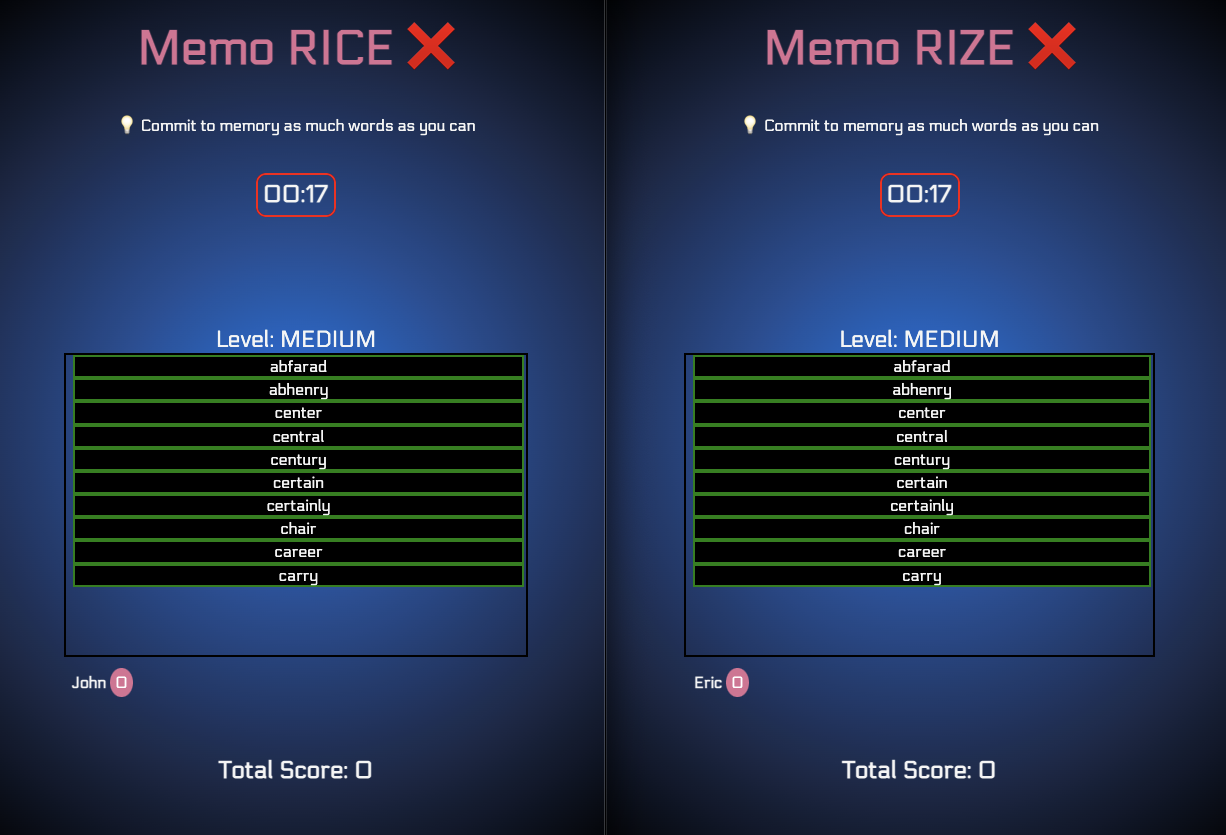 Memo RICE ❌
💡 Commit to memory as much words as you can
00:17
Level: MEDIUM
abfarad
abhenry
center
central
century
certain
certainly
chair
career
carry
John 0
Total Score: 0
Memo RIZE ❌
💡 Commit to memory as much words as you can
00:17
Level: MEDIUM
abfarad
abhenry
center
central
century
certain
certainly
chair
career
carry
Eric 0
Total Score: 0